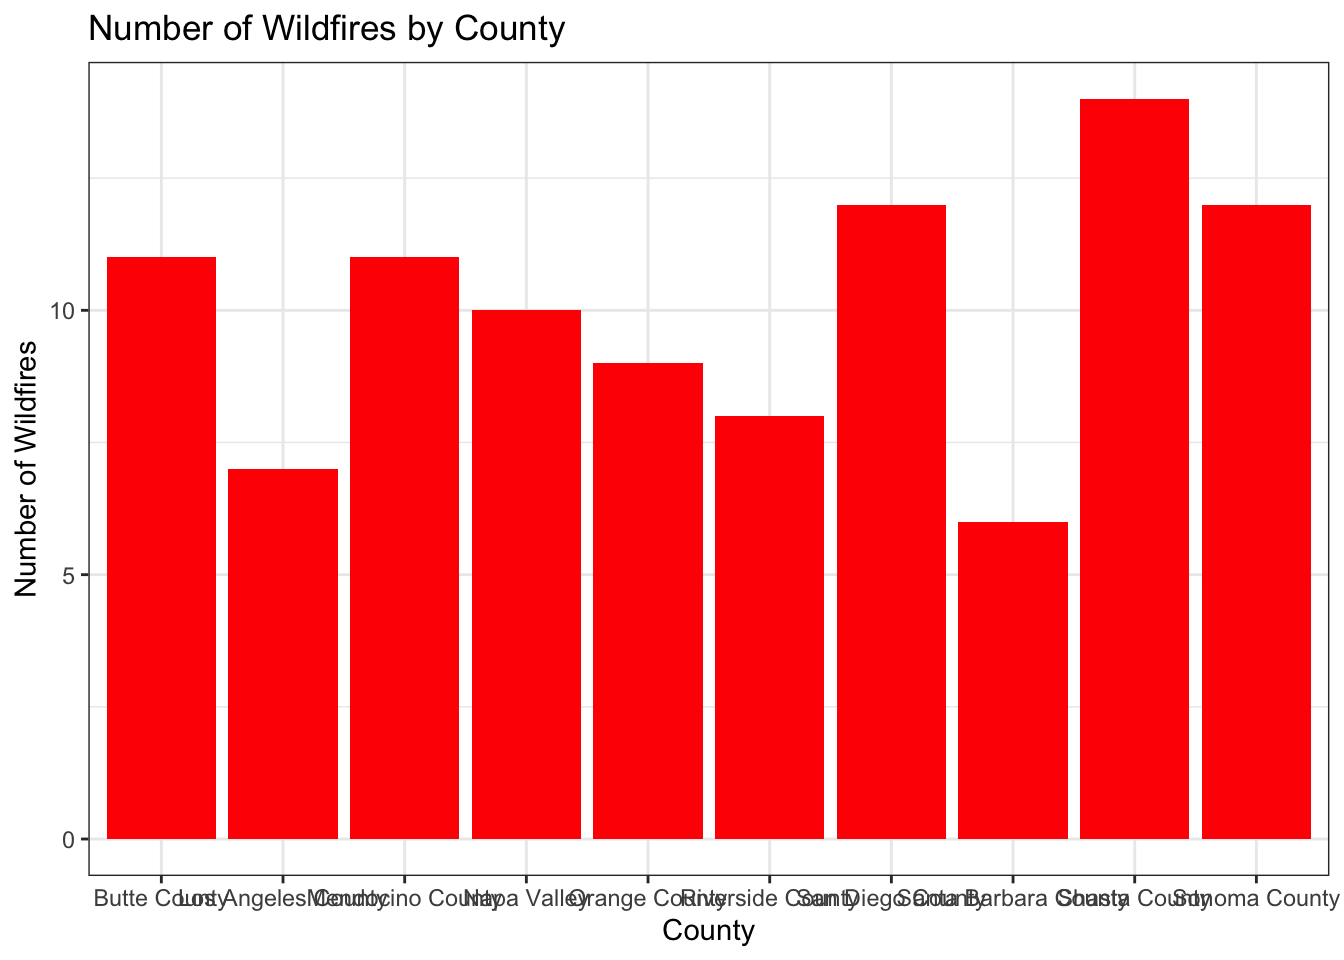 Number of Wildfires by County
Number of Wildfires
10
5
0
Butte County Los Angeles County Mendocino County Napa Valley Orange County Riverside County San Diego County Santa Barbara County Shasta County Sonoma County
County